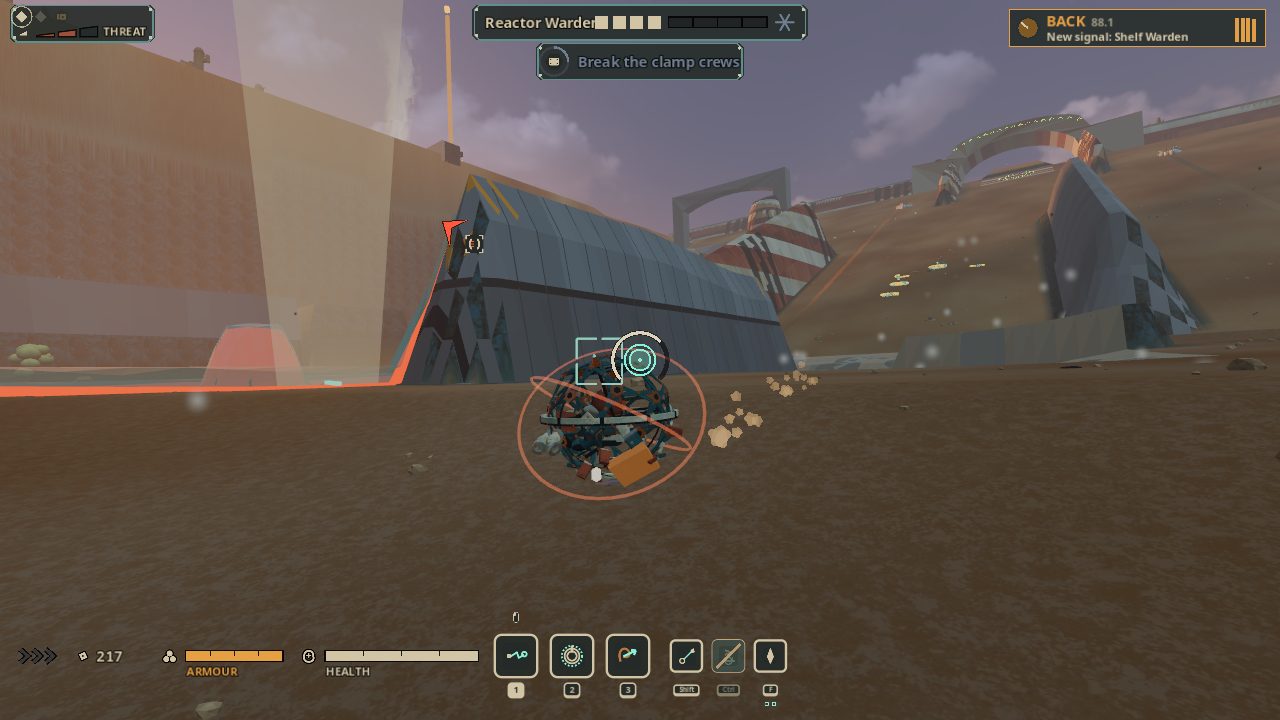 THREAT
Reactor Warden
Break the clamp crews
BACK 88.1
New signal: Shelf Warden
217
ARMOUR
HEALTH
1
2
3
Shift
Ctrl
F